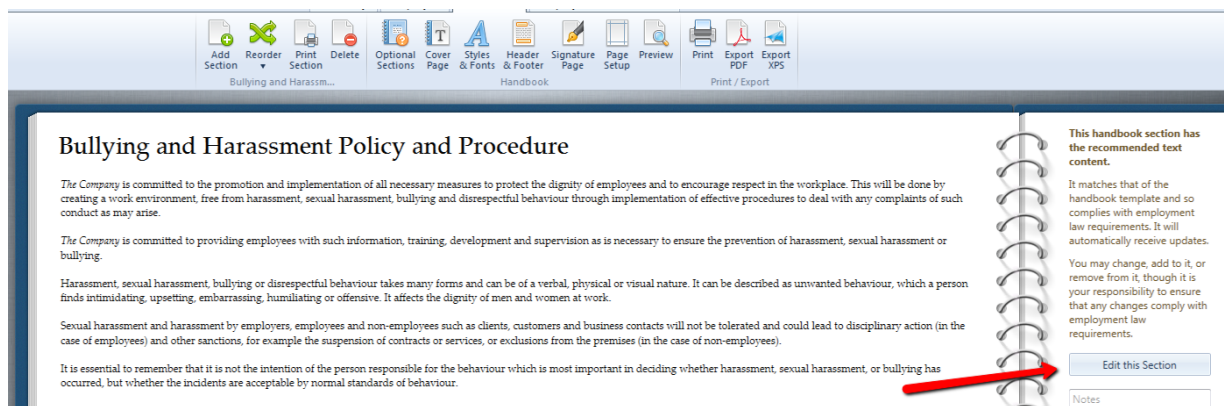 Add Section
Reorder
Print Section
Delete
Optional Sections
Cover Page
Styles & Fonts
Header & Footer
Signature Page
Page Setup
Preview
Print
Export PDF
Export XPS
Bullying and Harassm...
Handbook
Print / Export
Bullying and Harassment Policy and Procedure
The Company is committed to the promotion and implementation of all necessary measures to protect the dignity of employees and to encourage respect in the workplace. This will be done by
creating a work environment, free from harassment, sexual harassment, bullying and disrespectful behaviour through implementation of effective procedures to deal with any complaints of such
conduct as may arise.
The Company is committed to providing employees with such information, training, development and supervision as is necessary to ensure the prevention of harassment, sexual harassment or
bullying.
Harassment, sexual harassment, bullying or disrespectful behaviour takes many forms and can be of a verbal, physical or visual nature. It can be described as unwanted behaviour, which a person
finds intimidating, upsetting, embarrassing, humiliating or offensive. It affects the dignity of men and women at work.
Sexual harassment and harassment by employers, employees and non-employees such as clients, customers and business contacts will not be tolerated and could lead to disciplinary action (in the
case of employees) and other sanctions, for example the suspension of contracts or services, or exclusions from the premises (in the case of non-employees).
It is essential to remember that it is not the intention of the person responsible for the behaviour which is most important in deciding whether harassment, sexual harassment, or bullying has
occurred, but whether the incidents are acceptable by normal standards of behaviour.
This handbook section has
the recommended text
content.
It matches that of the
handbook template and so
complies with employment
law requirements. It will
automatically receive updates.
You may change, add to it, or
remove from it, though it is
your responsibility to ensure
that any changes comply with
employment law
requirements.
Edit this Section
Notes